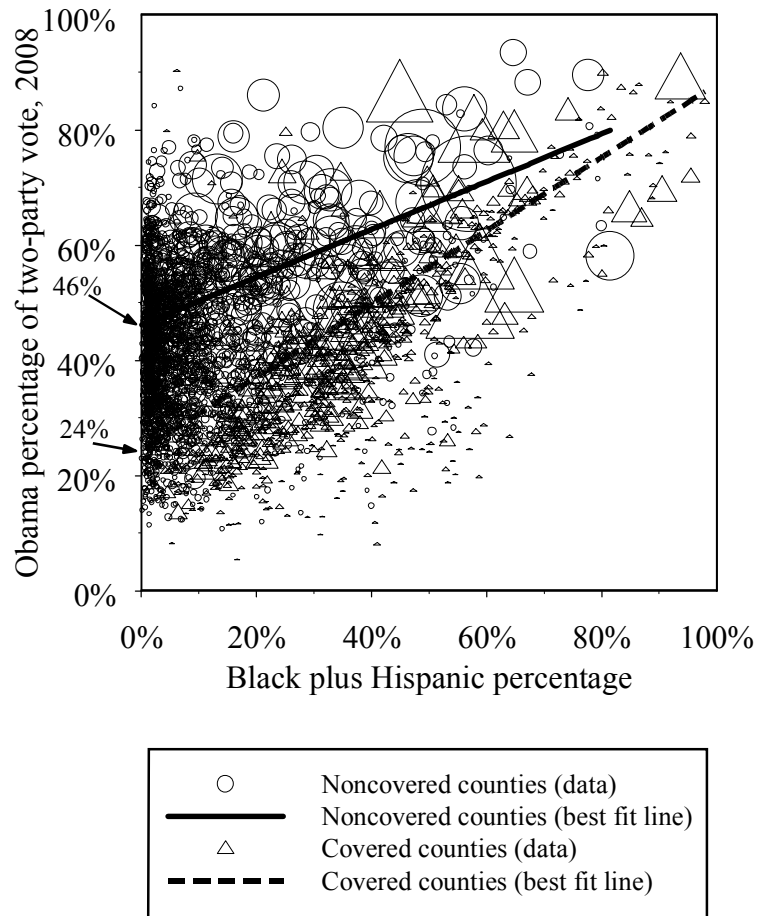 Obama percentage of two-party vote, 2008
100%
80%
60%
46%
40%
24%
20%
0%
0% 20% 40% 60% 80% 100%
Black plus Hispanic percentage
Noncovered counties (data)
Noncovered counties (best fit line)
Covered counties (data)
Covered counties (best fit line)